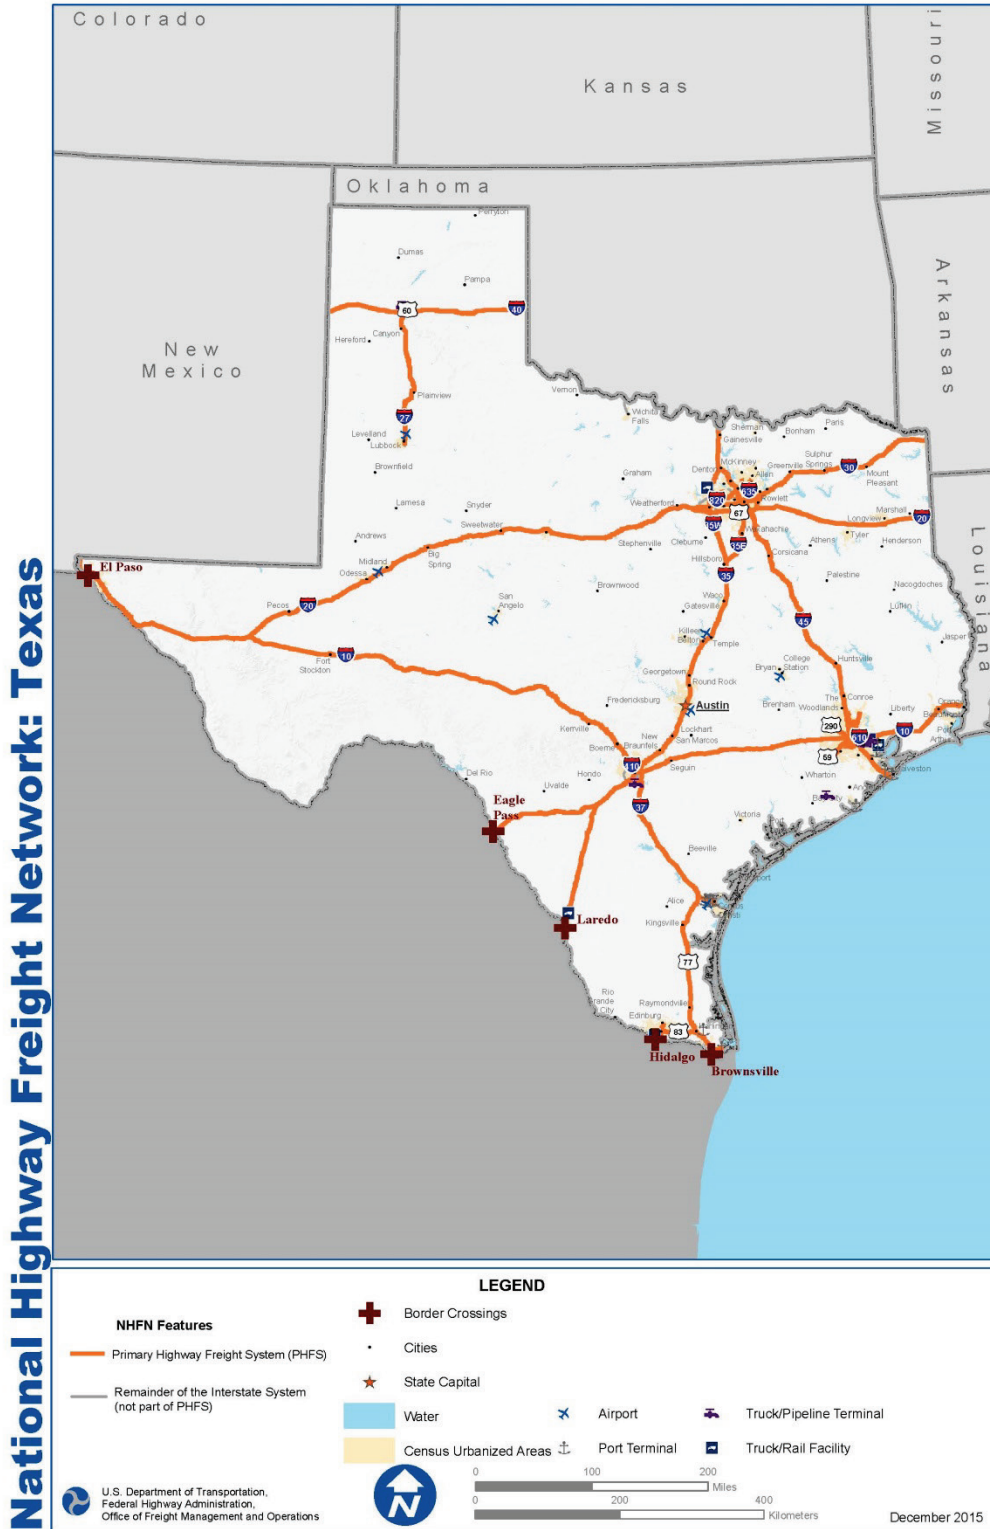 National Highway Freight Network: Texas
Colorado
Kansas
Missouri
Oklahoma
Arkansas
New
Mexico
Louisiana
Perryton
Dumas
Pampa
60
40
Canyon
Hereford
Plainview
27
Levelland
Lubbock
Brownfield
Vernon
Wichita
Falls
Sherman
Gainesville
Bonham
Paris
Denton
McKinney
Allen
Greenville
Sulphur
Springs
30
Mount
Pleasant
Graham
820
635
Rowlett
67
Lamesa
Snyder
Sweetwater
Weatherford
35W
35E
Waxahachie
Marshall
Longview
20
Andrews
Midland
Odessa
Big
Spring
Stephenville
Cleburne
Hillsboro
Corsicana
Athens
Tyler
Henderson
El Paso
35
Palestine
Nacogdoches
Brownwood
Waco
Gatesville
Pecos
20
San
Angelo
45
Lufkin
Killeen
Belton
Temple
Jasper
10
Fort
Stockton
College
Station
Bryan
Huntsville
Georgetown
Round Rock
Fredericksburg
Austin
Brenham
The
Woodlands
Conroe
Liberty
Orange
Beaumont
Port
Kerrville
Lockhart
San Marcos
New
Braunfels
Boerne
290
610
10
59
Del Rio
Hondo
Uvalde
410
Seguin
Wharton
Galveston
Eagle
Pass
37
Victoria
Beeville
Laredo
Alice
Kingsville
77
Rio
Grande
City
Raymondville
Edinburg
83
Hidalgo
Brownsville
LEGEND
NHFN Features
Primary Highway Freight System (PHFS)
Remainder of the Interstate System
(not part of PHFS)
Border Crossings
Cities
State Capital
Water
Census Urbanized Areas
Airport
Port Terminal
Truck/Pipeline Terminal
Truck/Rail Facility
U.S. Department of Transportation,
Federal Highway Administration,
Office of Freight Management and Operations
N
0 100 200
Miles
0 200 400
Kilometers
December 2015